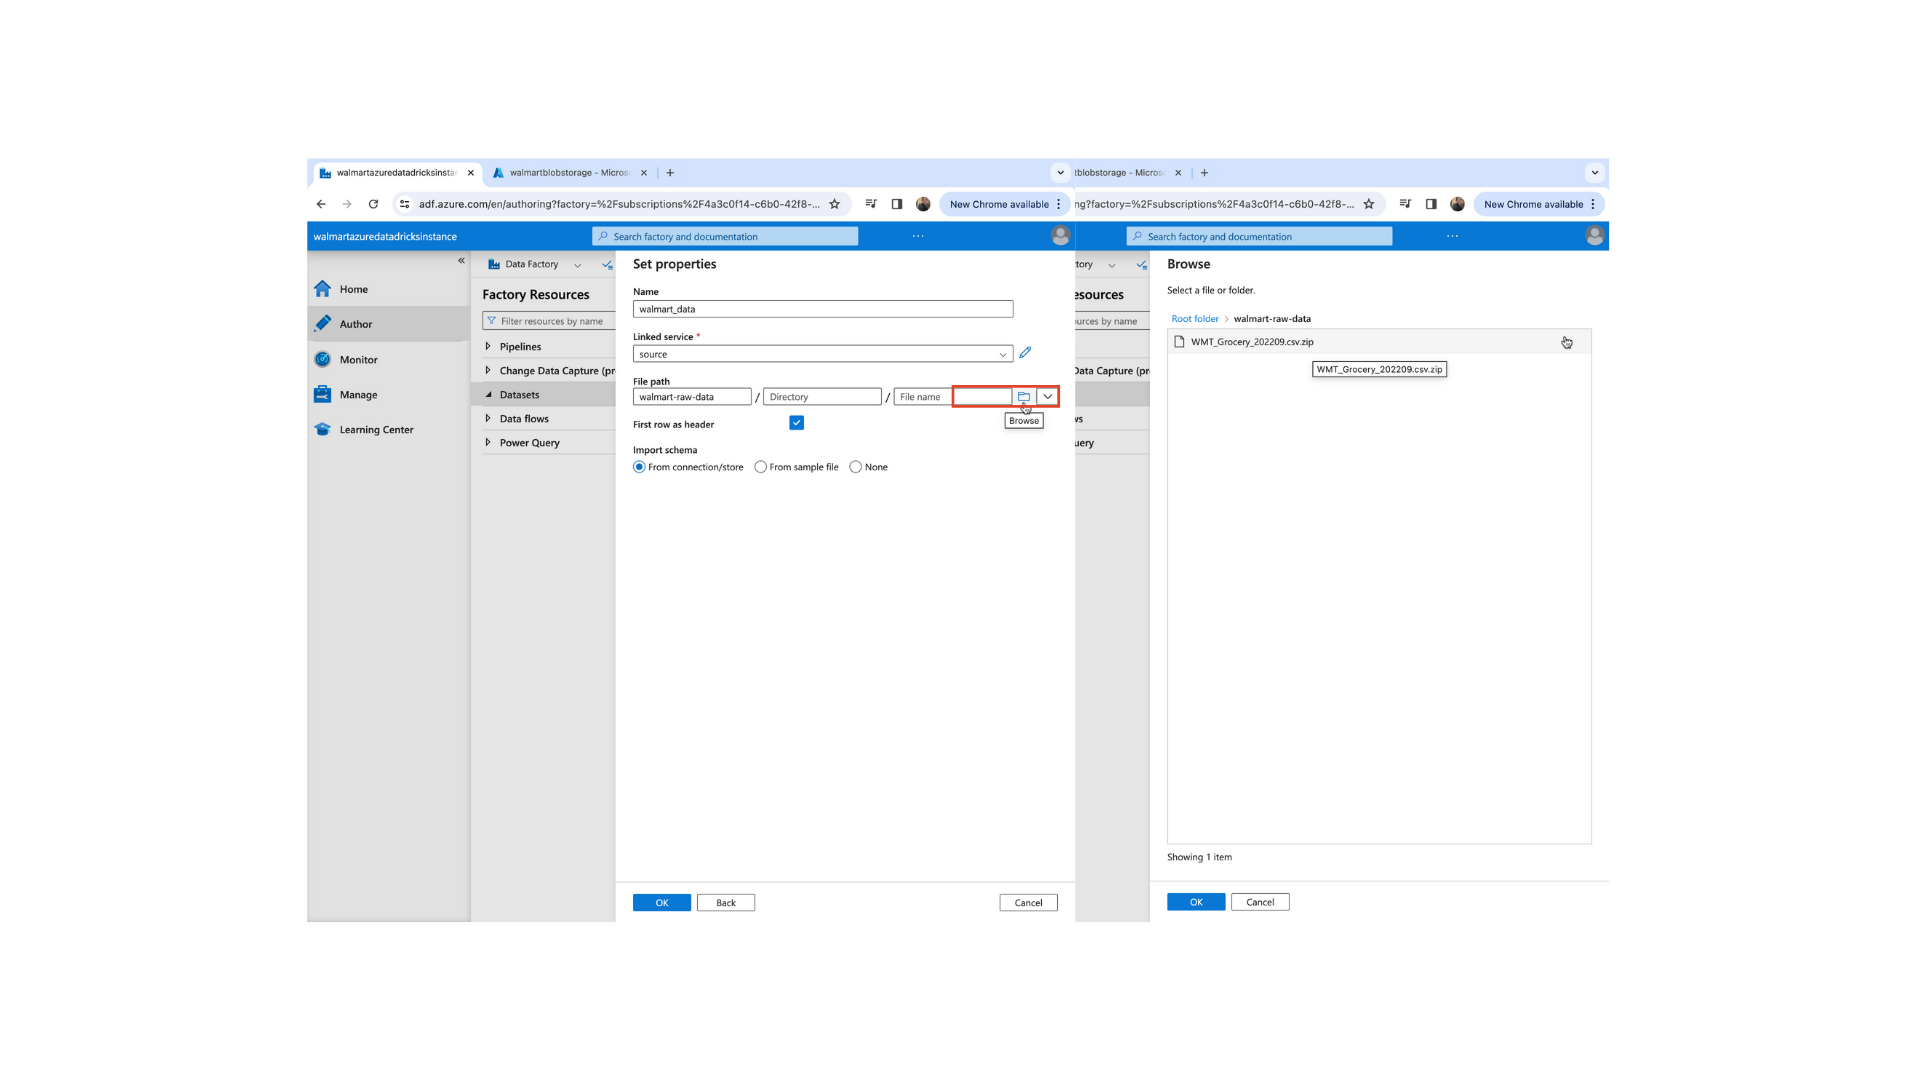 walmartazuredatadricksinstar
walmartblobstorage - Micros
adf.azure.com/en/authoring?factory=%2Fsubscriptions%2F4a3c0f14-c6b0-42f8-...
New Chrome available
walmartazuredatadricksinstance
Search factory and documentation
Home
Author
Monitor
Manage
Learning Center
Data Factory
Factory Resources
Filter resources by name
Pipelines
Change Data Capture (pr
Datasets
Data flows
Power Query
Set properties
Name
walmart_data
Linked service *
source
File path
walmart-raw-data / Directory / File name
Browse
First row as header
Import schema
From connection/store From sample file None
OK Back Cancel
tblobstorage - Micros
ng?factory=%2Fsubscriptions%2F4a3c0f14-c6b0-42f8-...
New Chrome available
Search factory and documentation
tory
esources
urces by name
Data Capture (pr
ws
uery
Browse
Select a file or folder.
Root folder > walmart-raw-data
WMT_Grocery_202209.csv.zip
WMT_Grocery_202209.csv.zip
Showing 1 item
OK Cancel